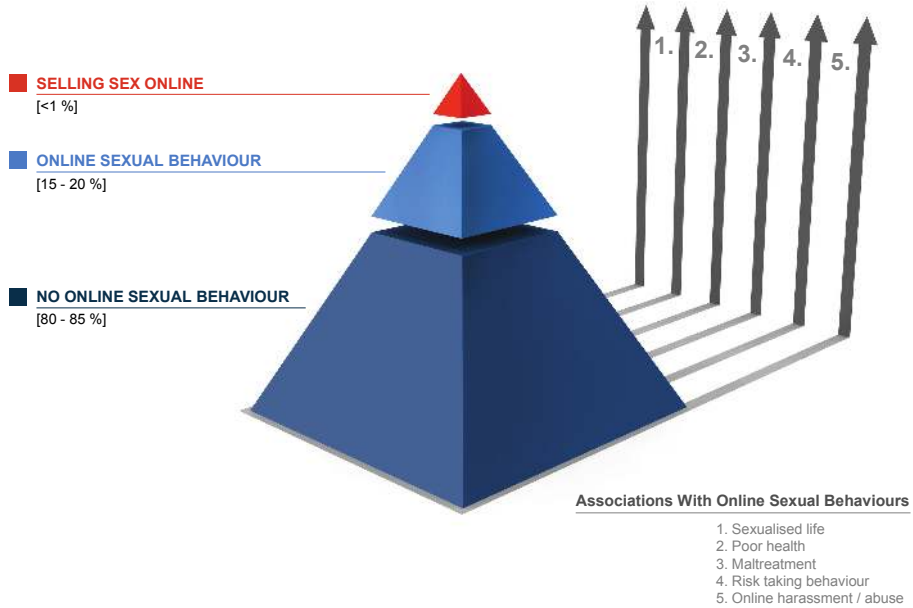 SELLING SEX ONLINE
[<1 %]
ONLINE SEXUAL BEHAVIOUR
[15 - 20 %]
NO ONLINE SEXUAL BEHAVIOUR
[80 - 85 %]
1. 2. 3. 4. 5.
Associations With Online Sexual Behaviours
1. Sexualised life
2. Poor health
3. Maltreatment
4. Risk taking behaviour
5. Online harassment / abuse